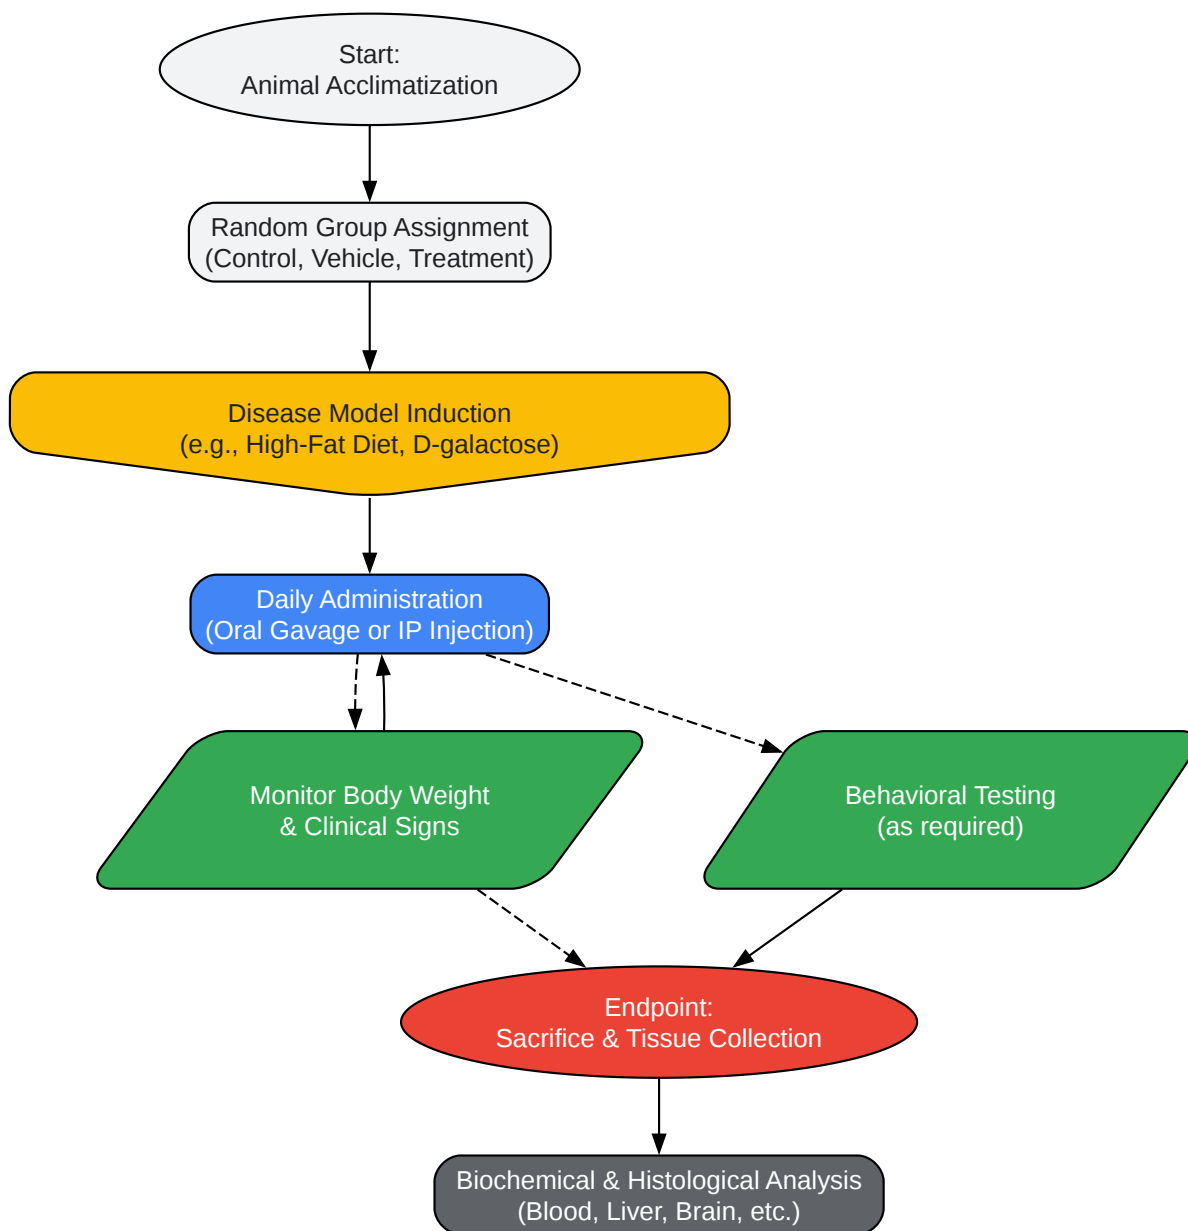 Start:
Animal Acclimatization
Random Group Assignment
(Control, Vehicle, Treatment)
Disease Model Induction
(e.g., High-Fat Diet, D-galactose)
Daily Administration
(Oral Gavage or IP Injection)
Monitor Body Weight
& Clinical Signs
Behavioral Testing
(as required)
Endpoint:
Sacrifice & Tissue Collection
Biochemical & Histological Analysis
(Blood, Liver, Brain, etc.)